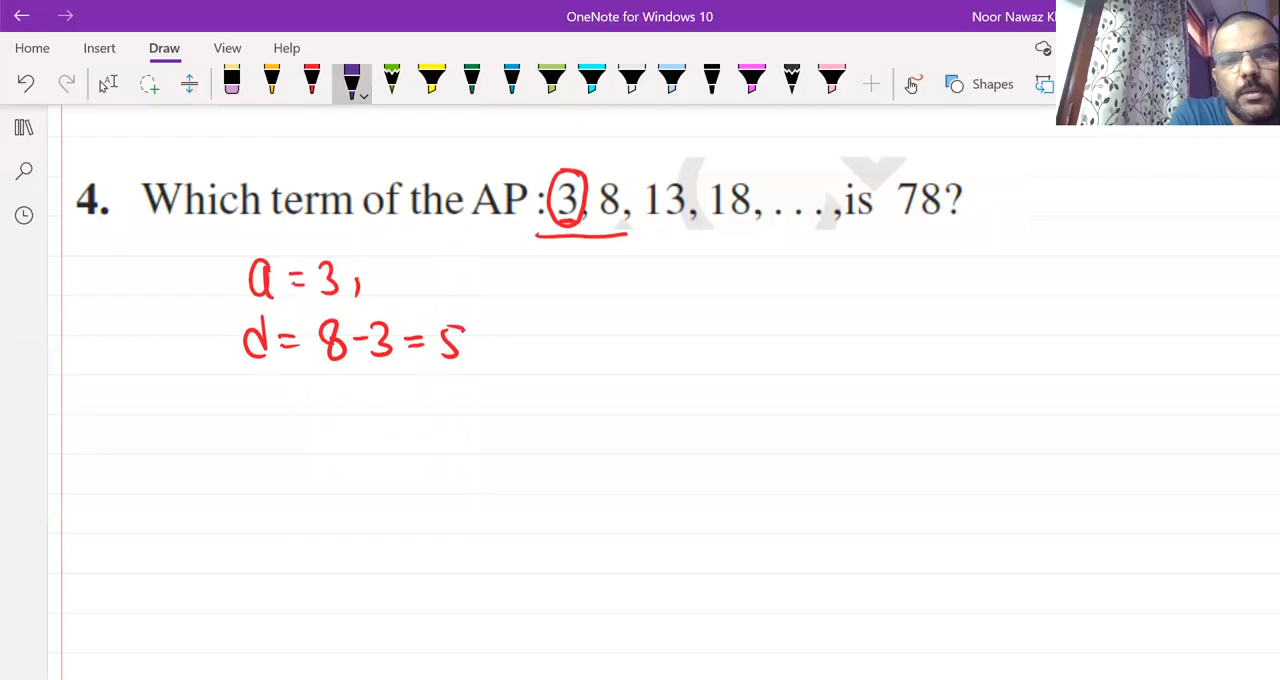 OneNote for Windows 10
Noor Nawaz Kh
Home Insert Draw View Help
Shapes
4. Which term of the AP : 3, 8, 13, 18, . . . ,is 78?
a = 3,
d = 8-3 = 5